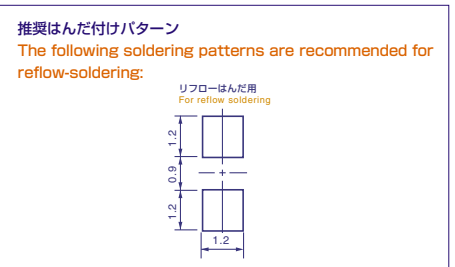 推奨はんだ付けパターン
The following soldering patterns are recommended for
reflow-soldering:
リフローはんだ用
For reflow soldering
1.2
0.9
1.2
1.2